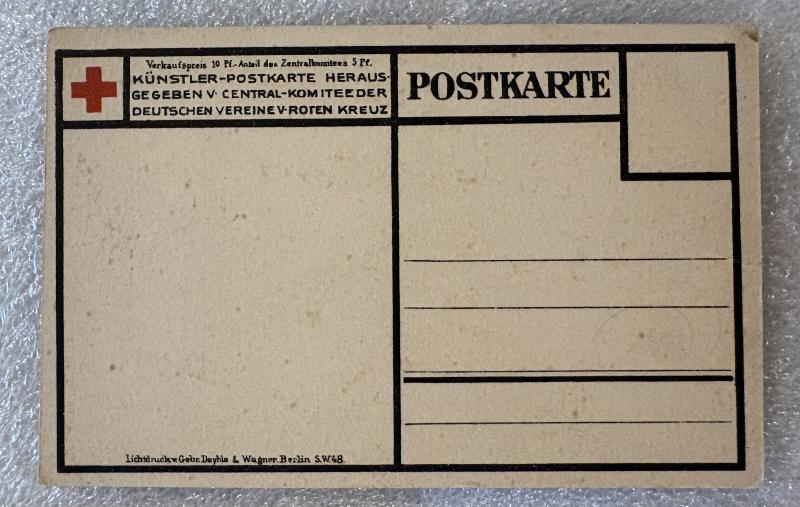 Verkaufspreis 10 Pf.-Anteil des Zentralkomitees 5 Pf.
KÜNSTLER-POSTKARTE HERAUS-
GEGEBEN V. CENTRAL-KOMITEE DER
DEUTSCHEN VEREINE V. ROTEN KREUZ
POSTKARTE
Lichtdruck v. Gebr. Deyhle & Wagner. Berlin S.W.48.